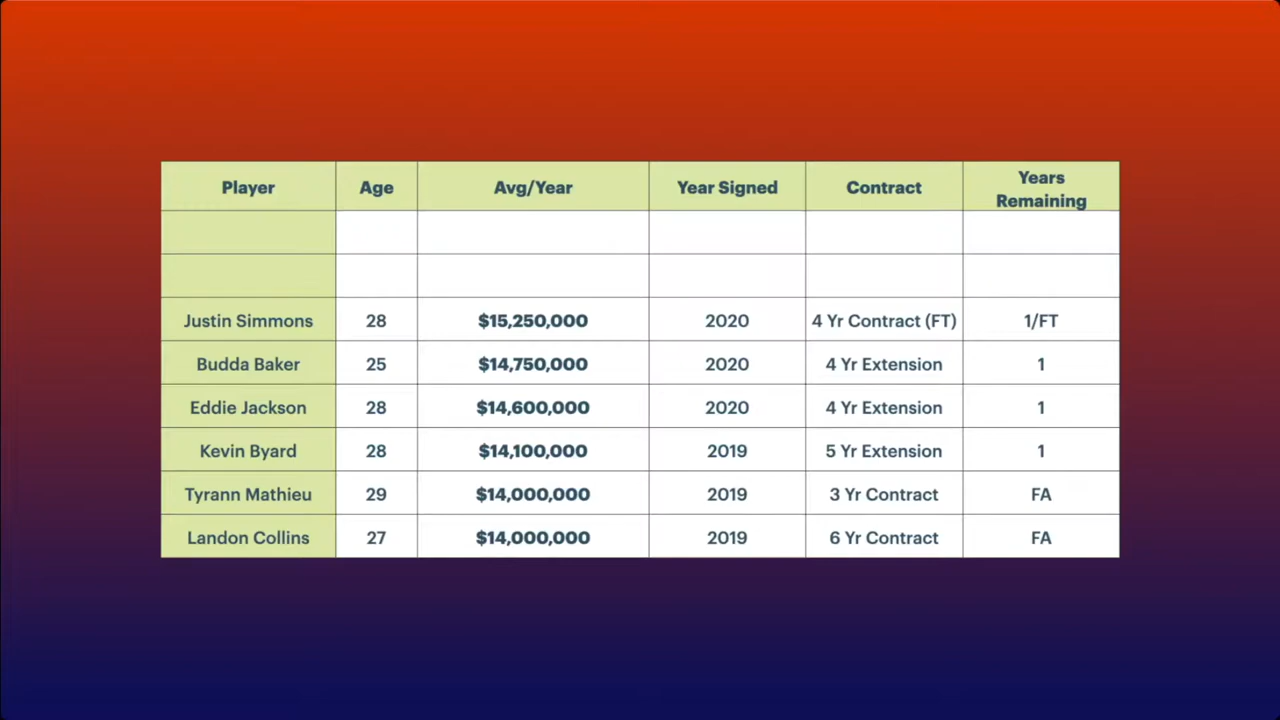 Player Age Avg/Year Year Signed Contract Years Remaining
Justin Simmons 28 $15,250,000 2020 4 Yr Contract (FT) 1/FT
Budda Baker 25 $14,750,000 2020 4 Yr Extension 1
Eddie Jackson 28 $14,600,000 2020 4 Yr Extension 1
Kevin Byard 28 $14,100,000 2019 5 Yr Extension 1
Tyrann Mathieu 29 $14,000,000 2019 3 Yr Contract FA
Landon Collins 27 $14,000,000 2019 6 Yr Contract FA